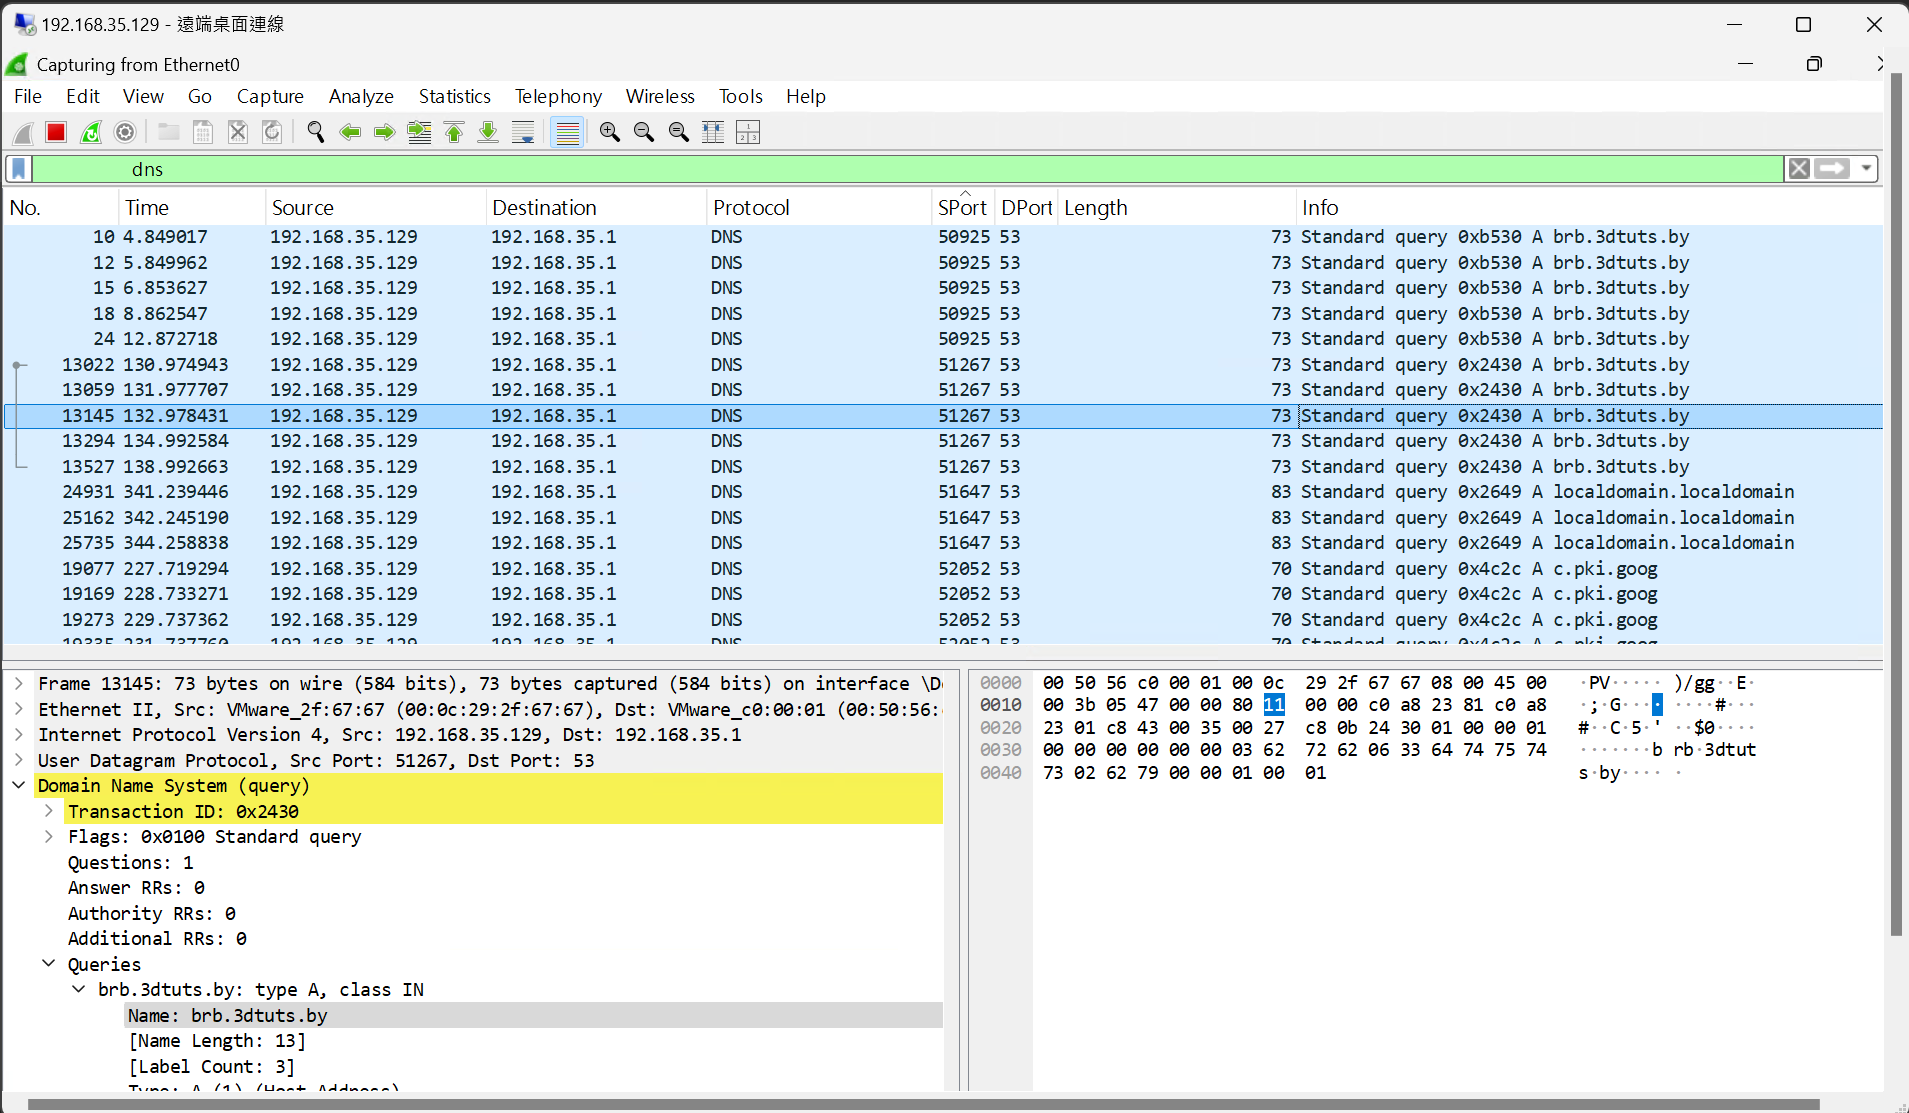 192.168.35.129 - 遠端桌面連線
Capturing from Ethernet0
File Edit View Go Capture Analyze Statistics Telephony Wireless Tools Help
dns
No. Time Source Destination Protocol SPort DPort Length Info
10 4.849017 192.168.35.129 192.168.35.1 DNS 50925 53 73 Standard query 0xb530 A brb.3dtuts.by
12 5.849962 192.168.35.129 192.168.35.1 DNS 50925 53 73 Standard query 0xb530 A brb.3dtuts.by
15 6.853627 192.168.35.129 192.168.35.1 DNS 50925 53 73 Standard query 0xb530 A brb.3dtuts.by
18 8.862547 192.168.35.129 192.168.35.1 DNS 50925 53 73 Standard query 0xb530 A brb.3dtuts.by
24 12.872718 192.168.35.129 192.168.35.1 DNS 50925 53 73 Standard query 0xb530 A brb.3dtuts.by
13022 130.974943 192.168.35.129 192.168.35.1 DNS 51267 53 73 Standard query 0x2430 A brb.3dtuts.by
13059 131.977707 192.168.35.129 192.168.35.1 DNS 51267 53 73 Standard query 0x2430 A brb.3dtuts.by
13145 132.978431 192.168.35.129 192.168.35.1 DNS 51267 53 73 Standard query 0x2430 A brb.3dtuts.by
13294 134.992584 192.168.35.129 192.168.35.1 DNS 51267 53 73 Standard query 0x2430 A brb.3dtuts.by
13527 138.992663 192.168.35.129 192.168.35.1 DNS 51267 53 73 Standard query 0x2430 A brb.3dtuts.by
24931 341.239446 192.168.35.129 192.168.35.1 DNS 51647 53 83 Standard query 0x2649 A localdomain.localdomain
25162 342.245190 192.168.35.129 192.168.35.1 DNS 51647 53 83 Standard query 0x2649 A localdomain.localdomain
25735 344.258838 192.168.35.129 192.168.35.1 DNS 51647 53 83 Standard query 0x2649 A localdomain.localdomain
19077 227.719294 192.168.35.129 192.168.35.1 DNS 52052 53 70 Standard query 0x4c2c A c.pki.goog
19169 228.733271 192.168.35.129 192.168.35.1 DNS 52052 53 70 Standard query 0x4c2c A c.pki.goog
19273 229.737362 192.168.35.129 192.168.35.1 DNS 52052 53 70 Standard query 0x4c2c A c.pki.goog
192.168.35.129 192.168.35.1 DNS 52052 53 70 Standard query 0x4c2c A c.pki.goog
Frame 13145: 73 bytes on wire (584 bits), 73 bytes captured (584 bits) on interface \D
Ethernet II, Src: VMware_2f:67:67 (00:0c:29:2f:67:67), Dst: VMware_c0:00:01 (00:50:56:
Internet Protocol Version 4, Src: 192.168.35.129, Dst: 192.168.35.1
User Datagram Protocol, Src Port: 51267, Dst Port: 53
Domain Name System (query)
Transaction ID: 0x2430
Flags: 0x0100 Standard query
Questions: 1
Answer RRs: 0
Authority RRs: 0
Additional RRs: 0
Queries
brb.3dtuts.by: type A, class IN
Name: brb.3dtuts.by
[Name Length: 13]
[Label Count: 3]
Type: A (1) (Host Address)
0000 00 50 56 c0 00 01 00 0c 29 2f 67 67 08 00 45 00 ·PV····· )/gg··E·
0010 00 3b 05 47 00 00 80 11 00 00 c0 a8 23 81 c0 a8 ·;·G···· ····#···
0020 23 01 c8 43 00 35 00 27 c8 0b 24 30 01 00 00 01 #··C·5·' ··$0····
0030 00 00 00 00 00 00 03 62 72 62 06 33 64 74 75 74 ·······b rb·3dtut
0040 73 02 62 79 00 00 01 00 01 s·by···· ·